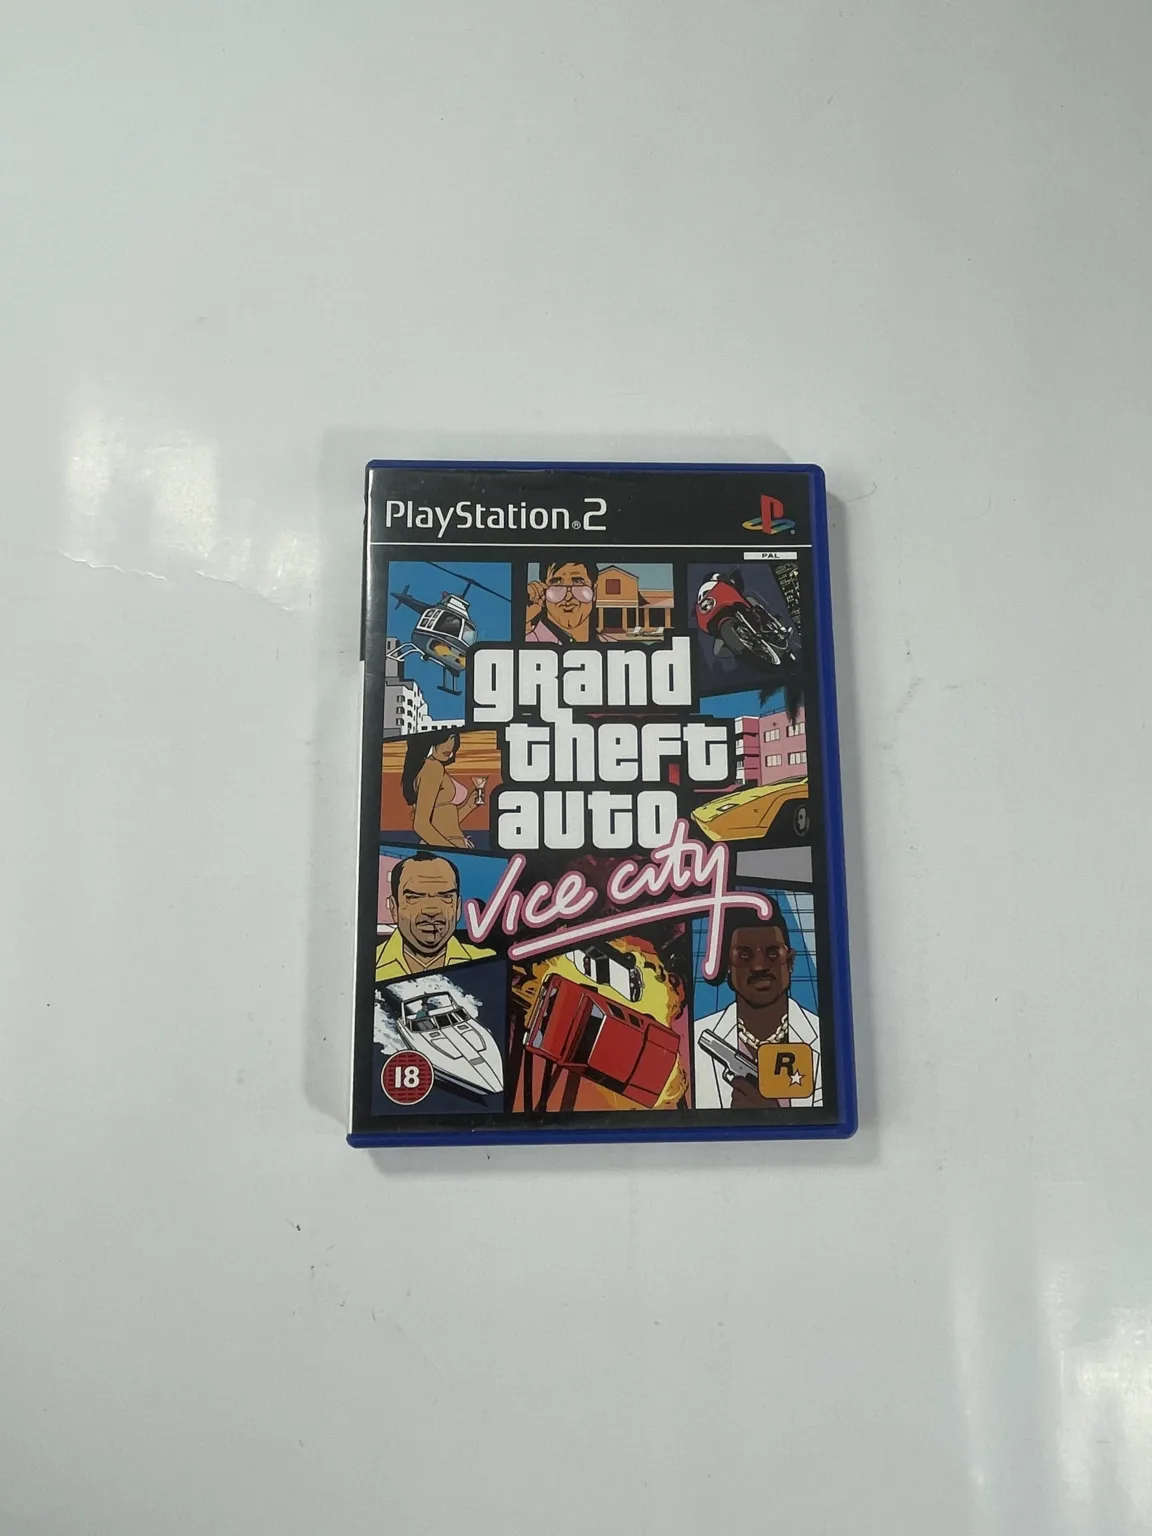 PlayStation®2
PAL
grand
theft
auto
Vice City
18
R